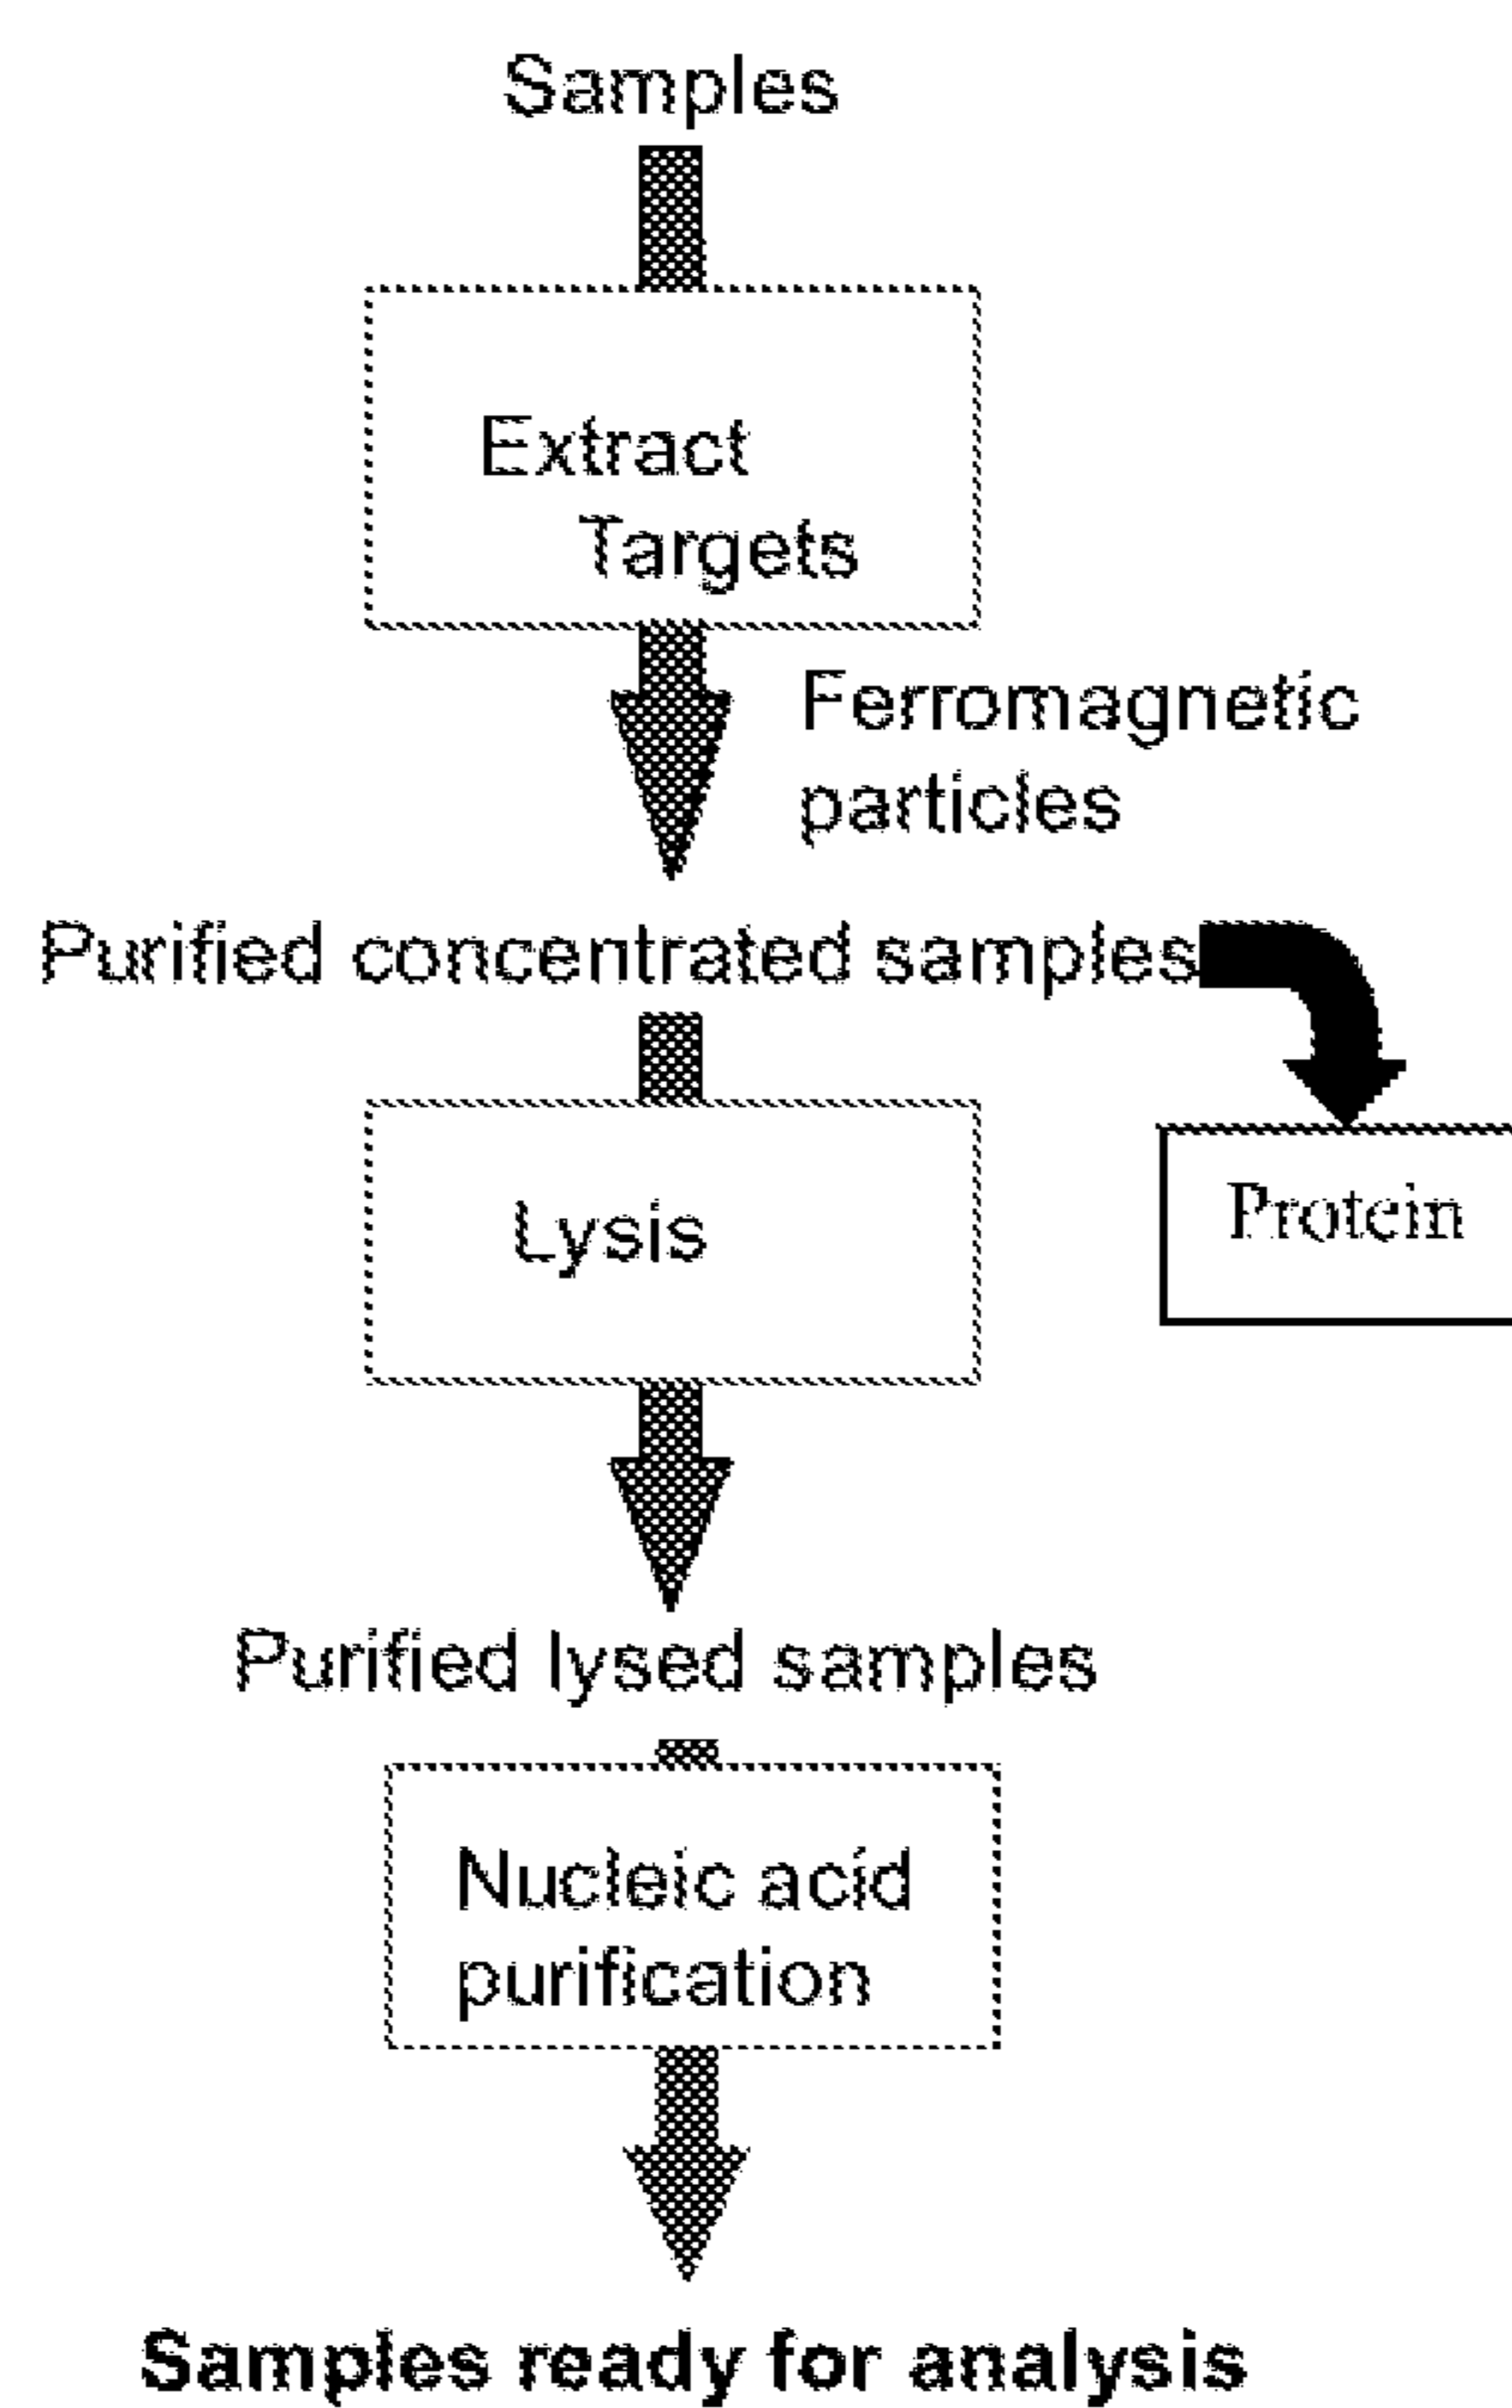 Samples
Extract
Targets
Ferromagnetic
particles
Purified concentrated samples
Lysis
Protein
Purified lysed samples
Nucleic acid
purification
Samples ready for analysis